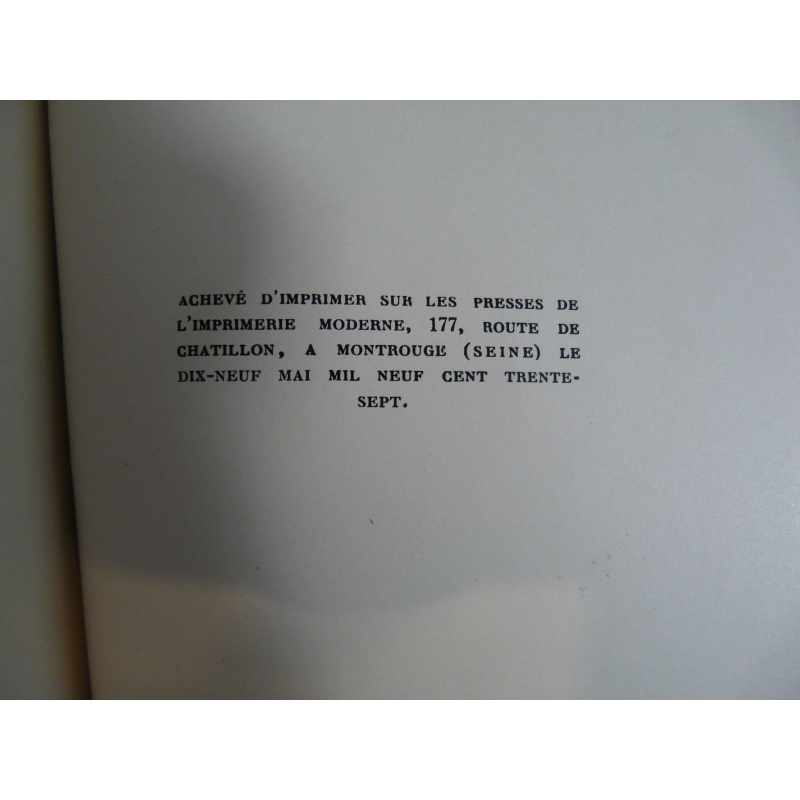 ACHEVÉ D'IMPRIMER SUR LES PRESSES DE
L'IMPRIMERIE MODERNE, 177, ROUTE DE
CHATILLON, A MONTROUGE (SEINE) LE
DIX-NEUF MAI MIL NEUF CENT TRENTE-
SEPT.